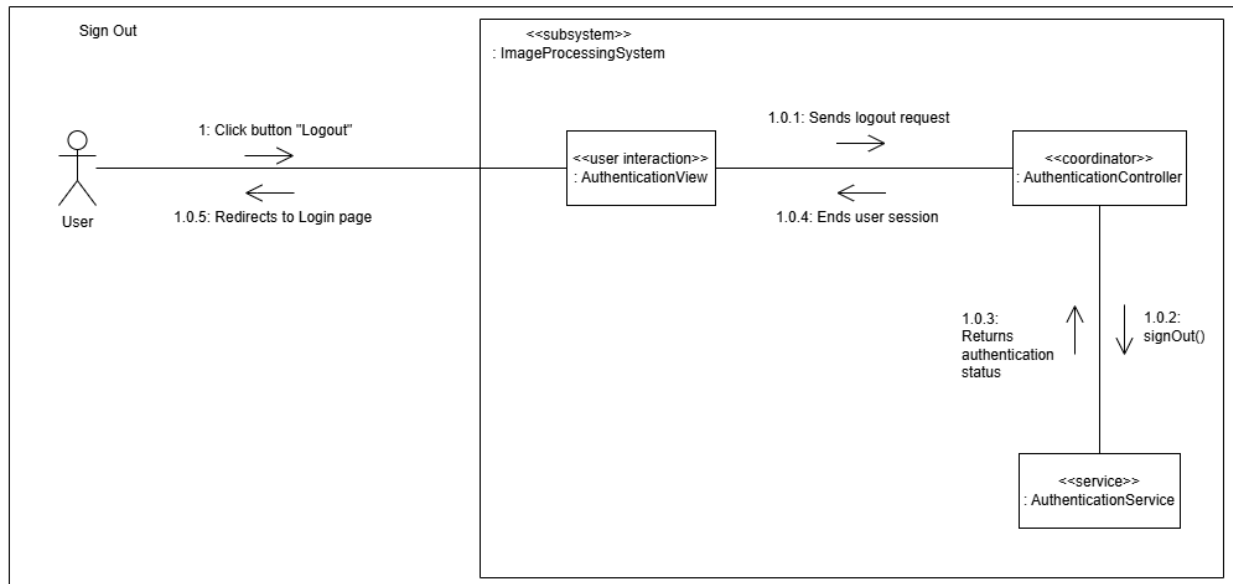 Sign Out
<<subsystem>>
: ImageProcessingSystem
1: Click button "Logout"
1.0.1: Sends logout request
<<user interaction>>
: AuthenticationView
<<coordinator>>
: AuthenticationController
User
1.0.5: Redirects to Login page
1.0.4: Ends user session
1.0.3:
Returns
authentication
status
1.0.2:
signOut()
<<service>>
: AuthenticationService